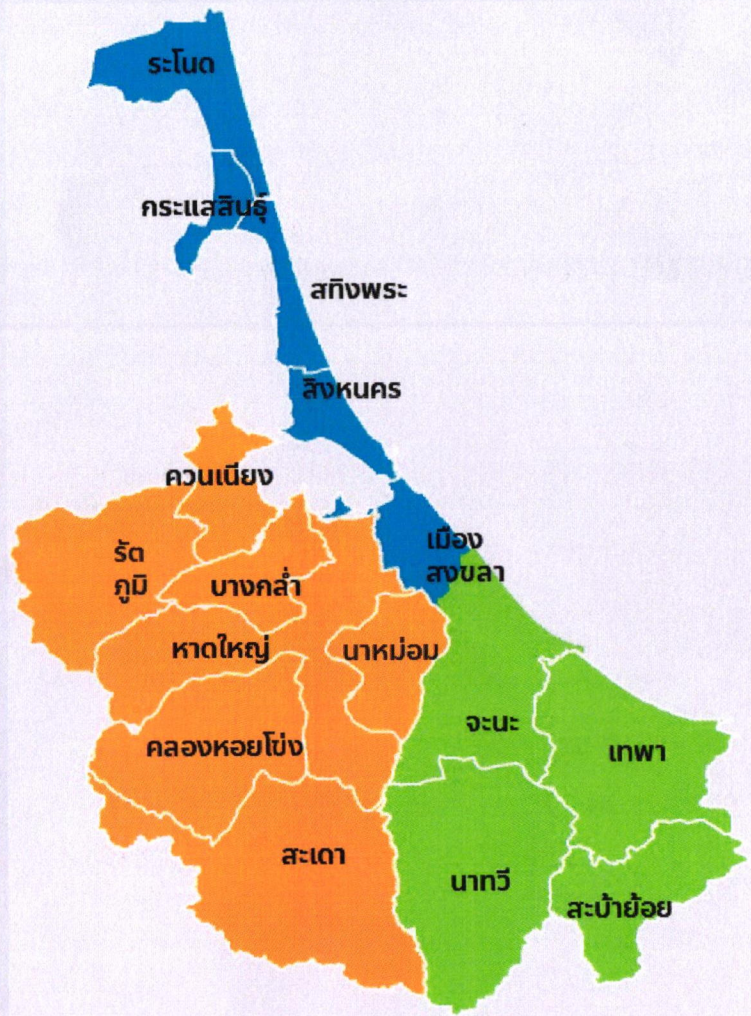 ระโนด
กระแสสินธุ์
สทิงพระ
สิงหนคร
ควนเนียง
รัต
ภูมิ
บางกล่ำ
เมือง
สงขลา
หาดใหญ่
นาหม่อม
คลองหอยโข่ง
จะนะ
เทพา
สะเดา
นาทวี
สะบ้าย้อย